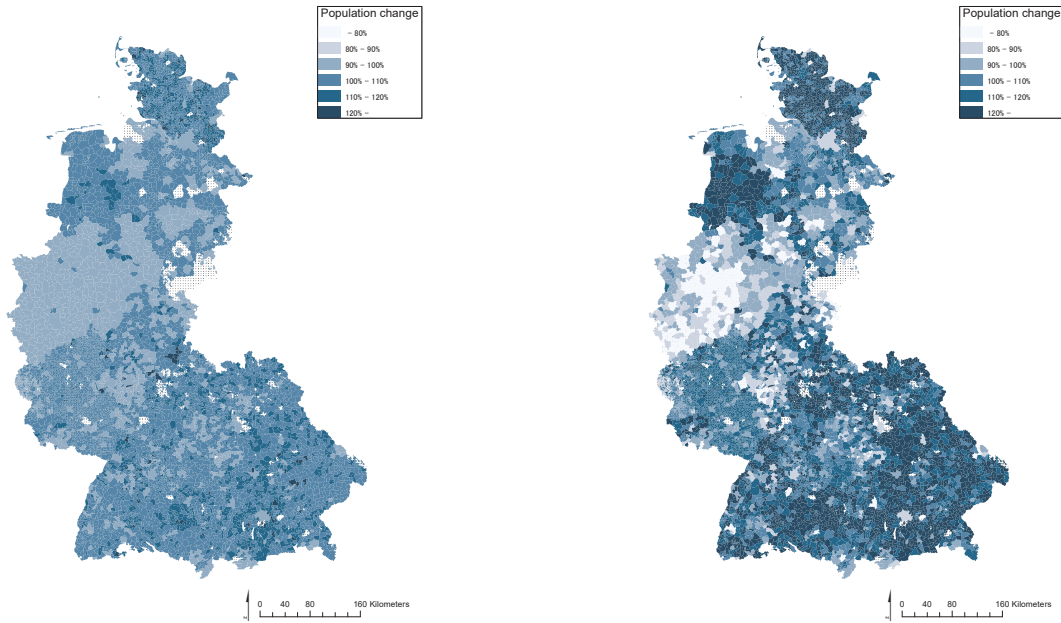 Population change
– 80%
80% – 90%
90% – 100%
100% – 110%
110% – 120%
120% –
0 40 80 160 Kilometers
Population change
– 80%
80% – 90%
90% – 100%
100% – 110%
110% – 120%
120% –
0 40 80 160 Kilometers